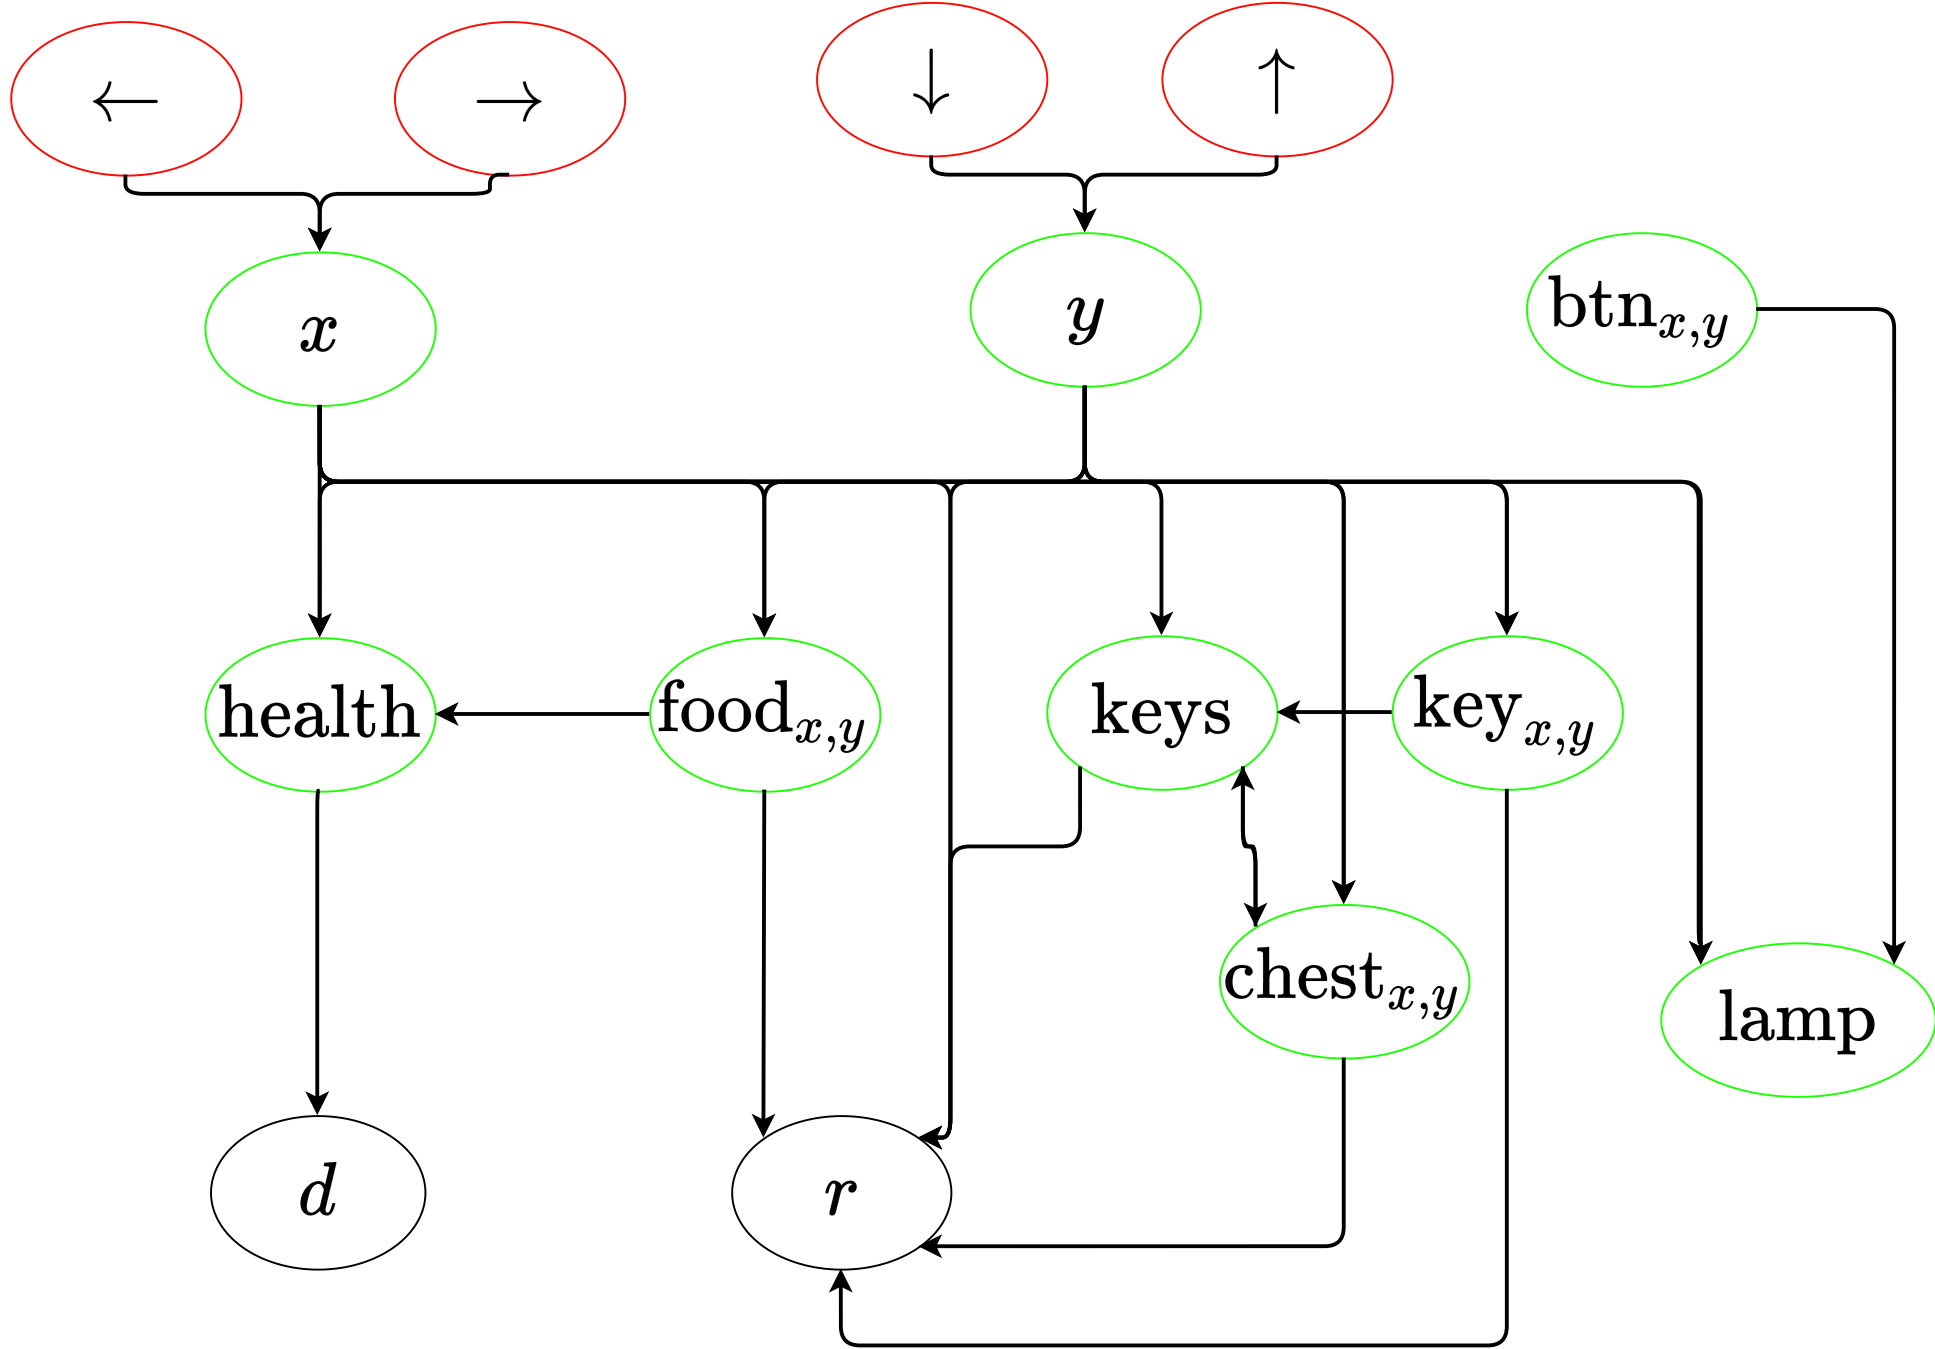 ← → ↓ ↑
x y btn_{x,y}
health food_{x,y} keys key_{x,y}
chest_{x,y}
lamp
d r